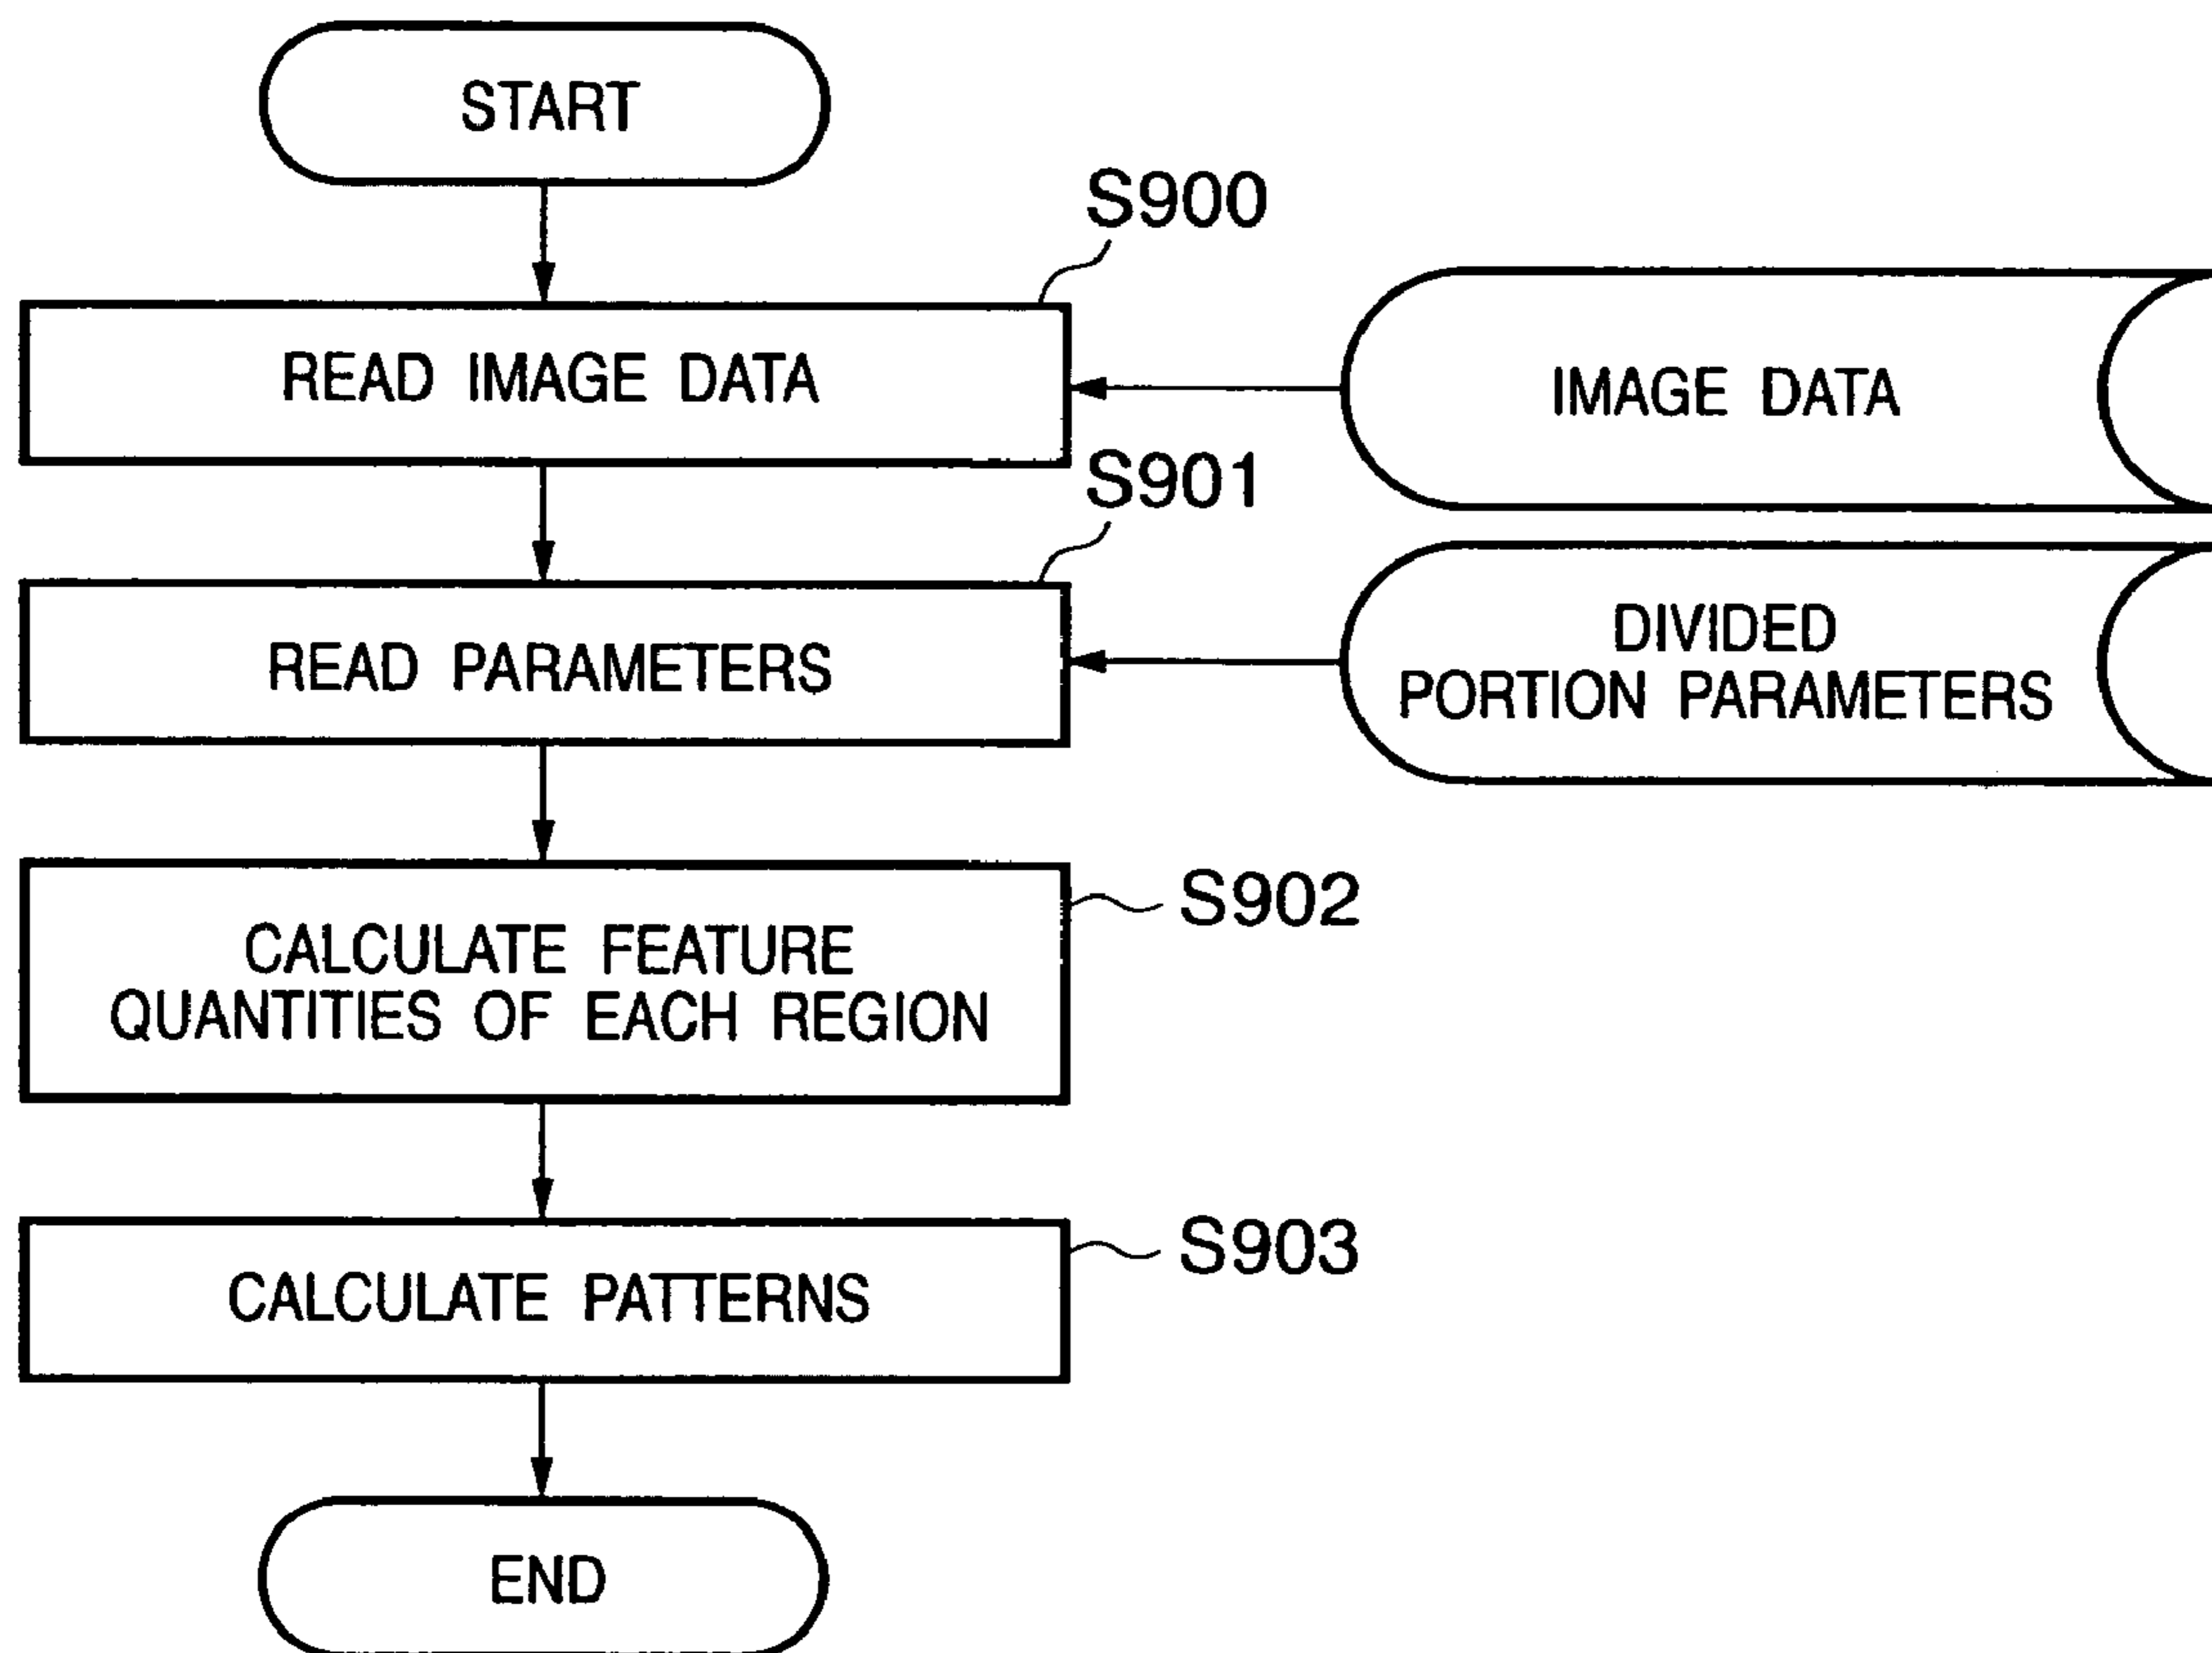 START
S900
READ IMAGE DATA
IMAGE DATA
S901
READ PARAMETERS
DIVIDED
PORTION PARAMETERS
S902
CALCULATE FEATURE
QUANTITIES OF EACH REGION
S903
CALCULATE PATTERNS
END